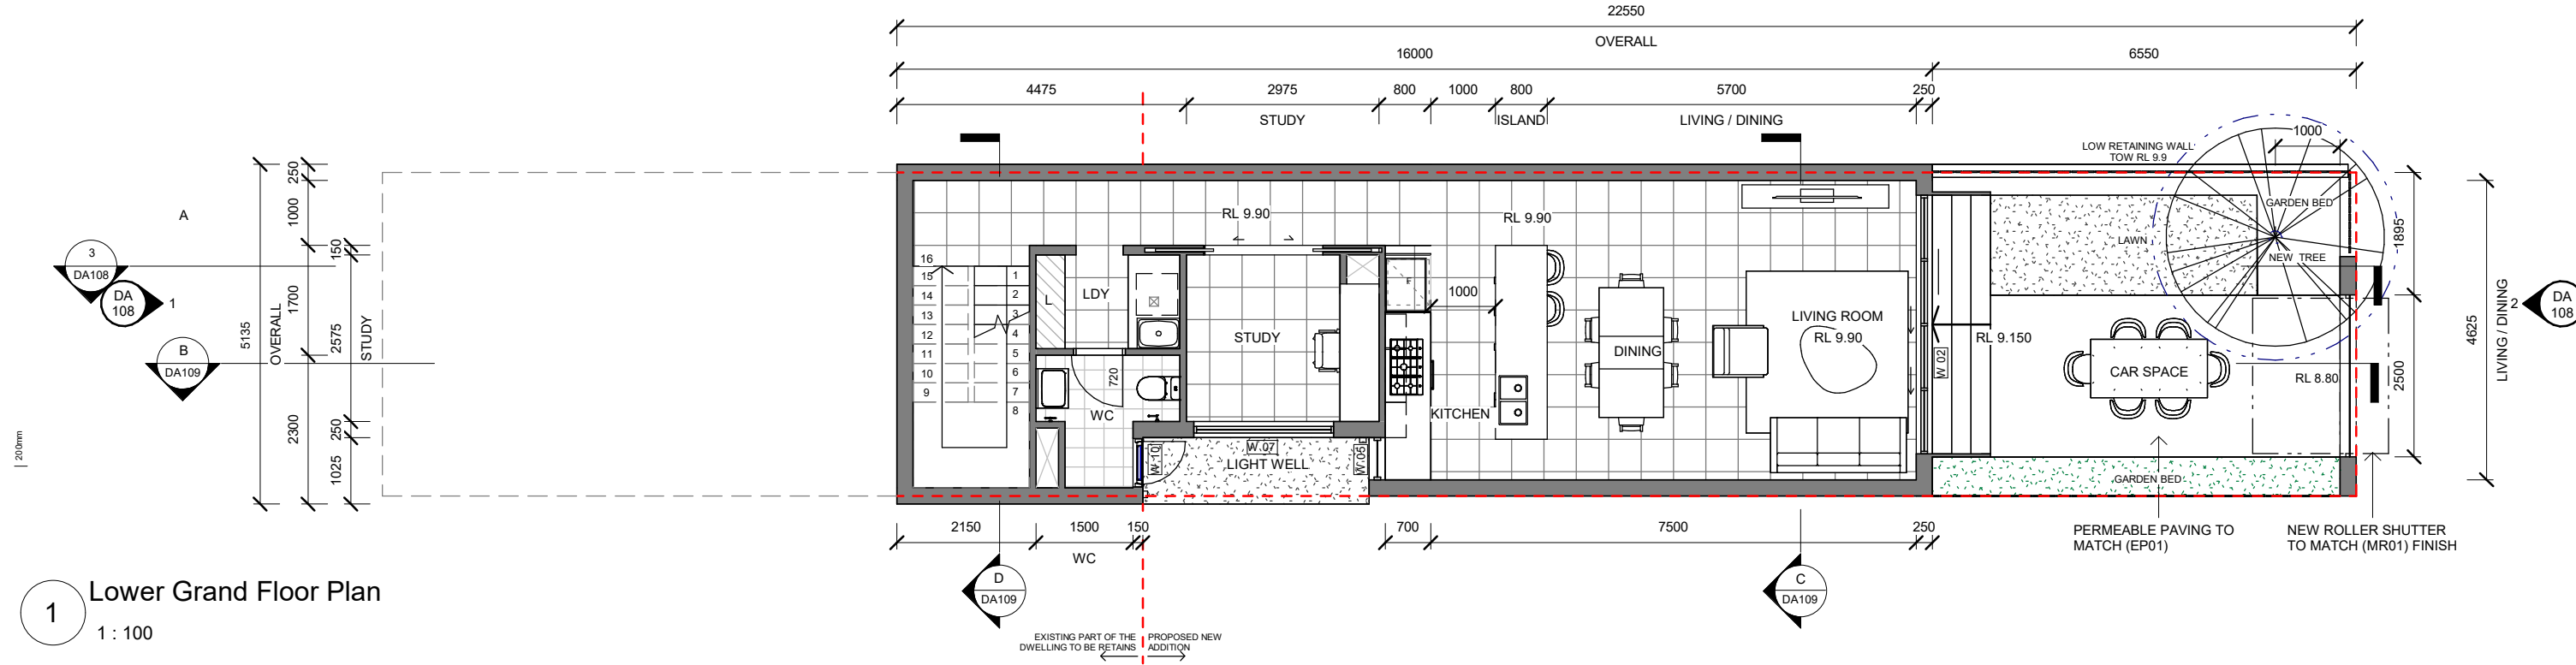 22550
OVERALL
16000
6550
4475
2975
800
1000
800
5700
250
STUDY
ISLAND
LIVING / DINING
1000
LOW RETAINING WALL
TOW RL 9.9
250
1000
150
1700
2575
2300
250
1025
5135
OVERALL
STUDY
A
3
DA108
DA
108
1
B
DA109
200mm
RL 9.90
RL 9.90
16
15
14
13
12
11
10
9
1
2
3
4
5
6
7
8
L
LDY
F
1000
STUDY
720
WC
KITCHEN
DINING
LIVING ROOM
RL 9.90
W 02
RL 9.150
GARDEN BED
LAWN
NEW TREE
CAR SPACE
RL 8.80
1895
2500
4625
LIVING / DINING
2
DA
108
W.10
W.07
LIGHT WELL
W.05
GARDEN BED
2150
1500
150
WC
700
7500
250
PERMEABLE PAVING TO
MATCH (EP01)
NEW ROLLER SHUTTER
TO MATCH (MR01) FINISH
D
DA109
C
DA109
1
Lower Grand Floor Plan
1 : 100
EXISTING PART OF THE
DWELLING TO BE RETAINS
PROPOSED NEW
ADDITION